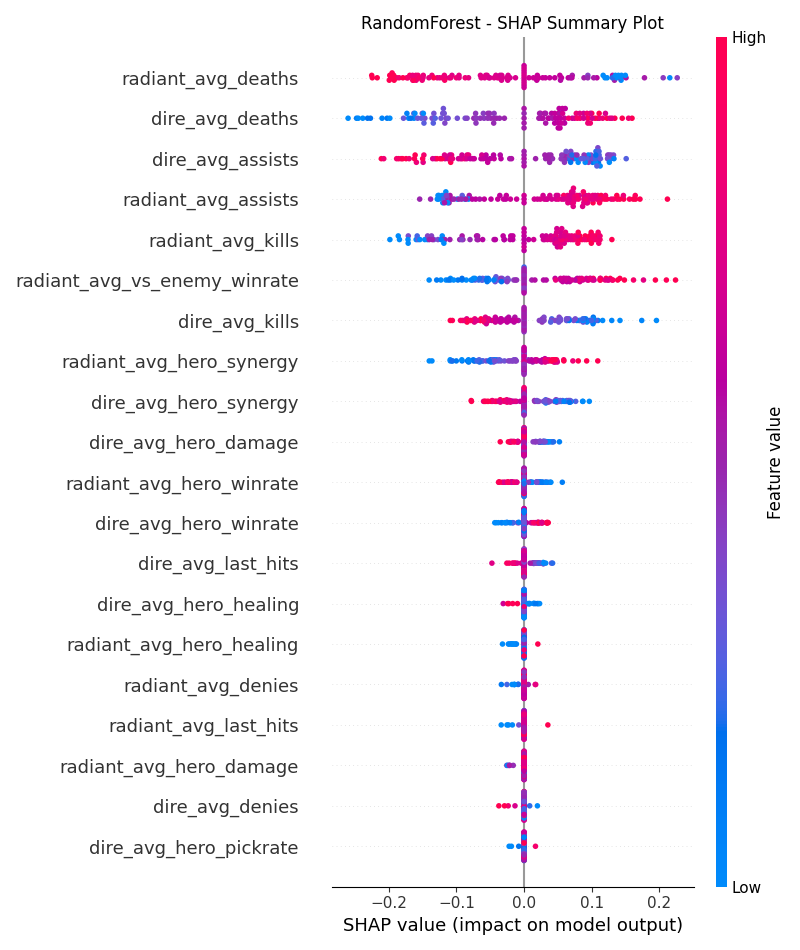 RandomForest - SHAP Summary Plot
High
radiant_avg_deaths
dire_avg_deaths
dire_avg_assists
radiant_avg_assists
radiant_avg_kills
radiant_avg_vs_enemy_winrate
dire_avg_kills
radiant_avg_hero_synergy
dire_avg_hero_synergy
dire_avg_hero_damage
radiant_avg_hero_winrate
dire_avg_hero_winrate
dire_avg_last_hits
dire_avg_hero_healing
radiant_avg_hero_healing
radiant_avg_denies
radiant_avg_last_hits
radiant_avg_hero_damage
dire_avg_denies
dire_avg_hero_pickrate
Feature value
Low
−0.2 −0.1 0.0 0.1 0.2
SHAP value (impact on model output)